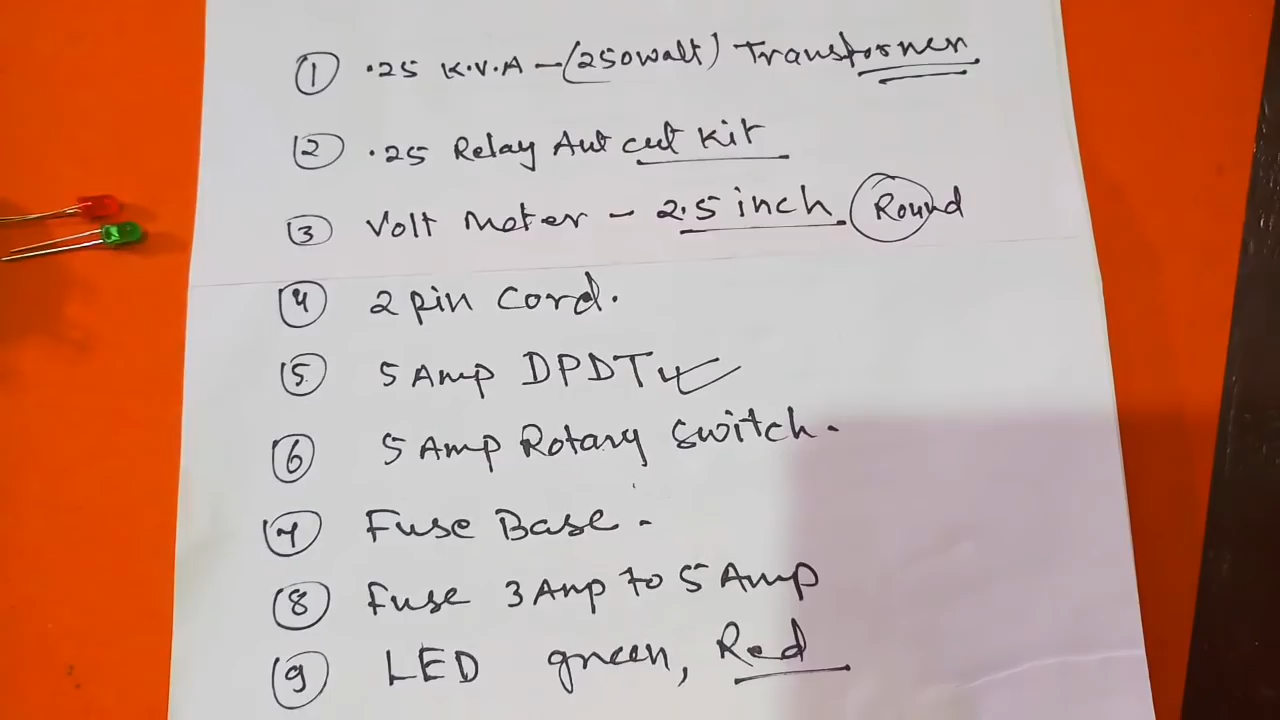 ① .25 K.V.A - (250walt) Transforner
② .25 Relay Aut cut Kit
③ Volt Meter - 2.5 inch. Round
④ 2 pin Cord.
⑤ 5 Amp DPDT
⑥ 5 Amp Rotary Switch.
⑦ Fuse Base.
⑧ Fuse 3 Amp to 5 Amp
⑨ LED green, Red